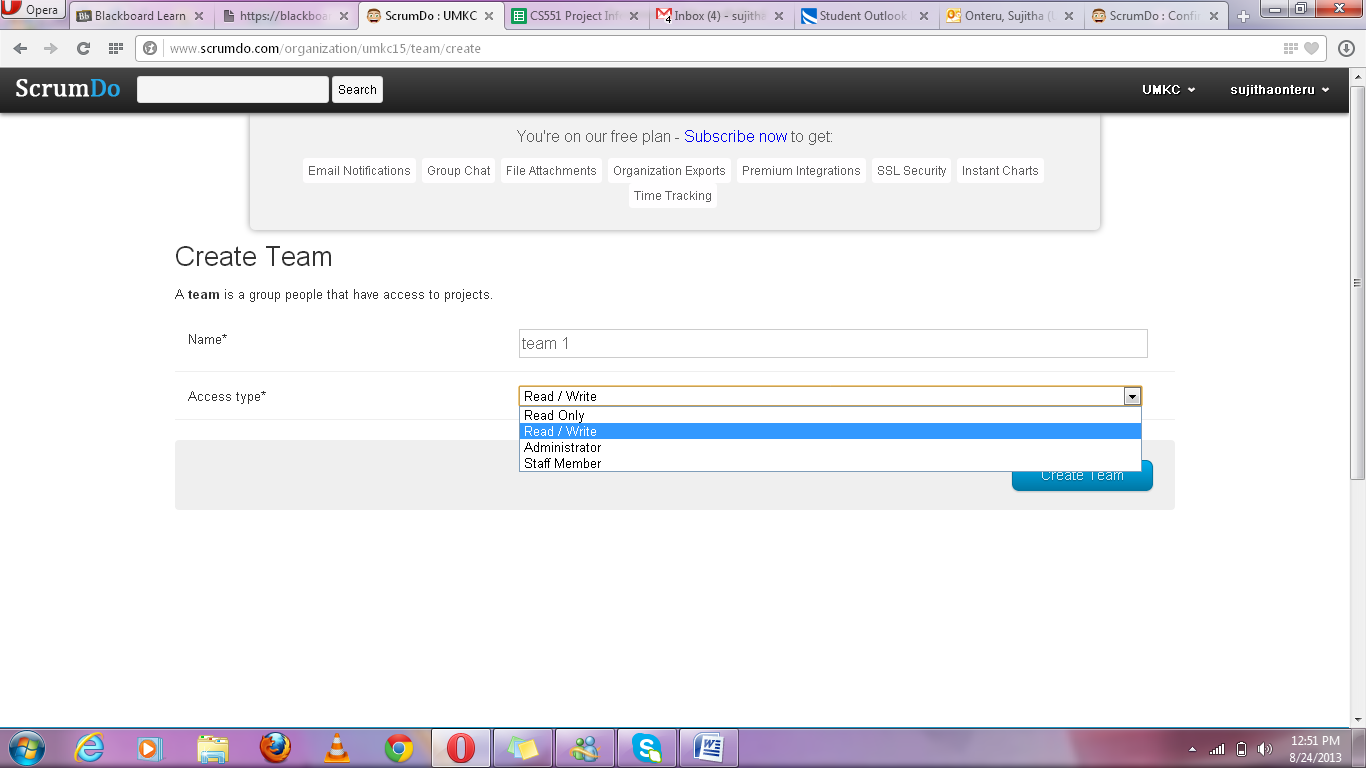 Opera
Blackboard Learn
https://blackboa
ScrumDo : UMKC
CS551 Project Info
Inbox (4) - sujitha
Student Outlook
Onteru, Sujitha (
ScrumDo : Confi
www.scrumdo.com/organization/umkc15/team/create
ScrumDo
Search
UMKC
sujithaonteru
You're on our free plan - Subscribe now to get:
Email Notifications Group Chat File Attachments Organization Exports Premium Integrations SSL Security Instant Charts
Time Tracking
Create Team
A team is a group people that have access to projects.
Name*
team 1
Access type*
Read / Write
Read Only
Read / Write
Administrator
Staff Member
Create Team
12:51 PM
8/24/2013